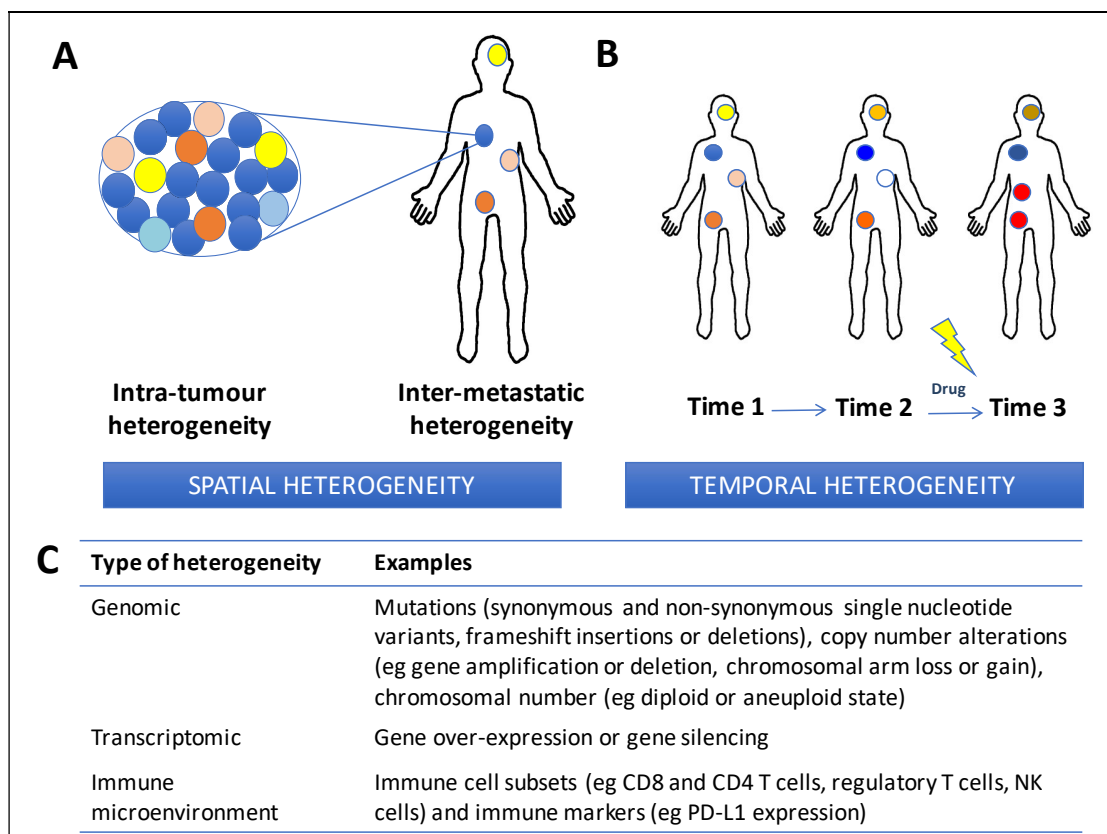 A
B
Intra-tumour
heterogeneity
Inter-metastatic
heterogeneity
Drug
Time 1
Time 2
Time 3
SPATIAL HETEROGENEITY
TEMPORAL HETEROGENEITY
C
Type of heterogeneity
Examples
Genomic
Mutations (synonymous and non-synonymous single nucleotide
variants, frameshift insertions or deletions), copy number alterations
(eg gene amplification or deletion, chromosomal arm loss or gain),
chromosomal number (eg diploid or aneuploid state)
Transcriptomic
Gene over-expression or gene silencing
Immune
microenvironment
Immune cell subsets (eg CD8 and CD4 T cells, regulatory T cells, NK
cells) and immune markers (eg PD-L1 expression)